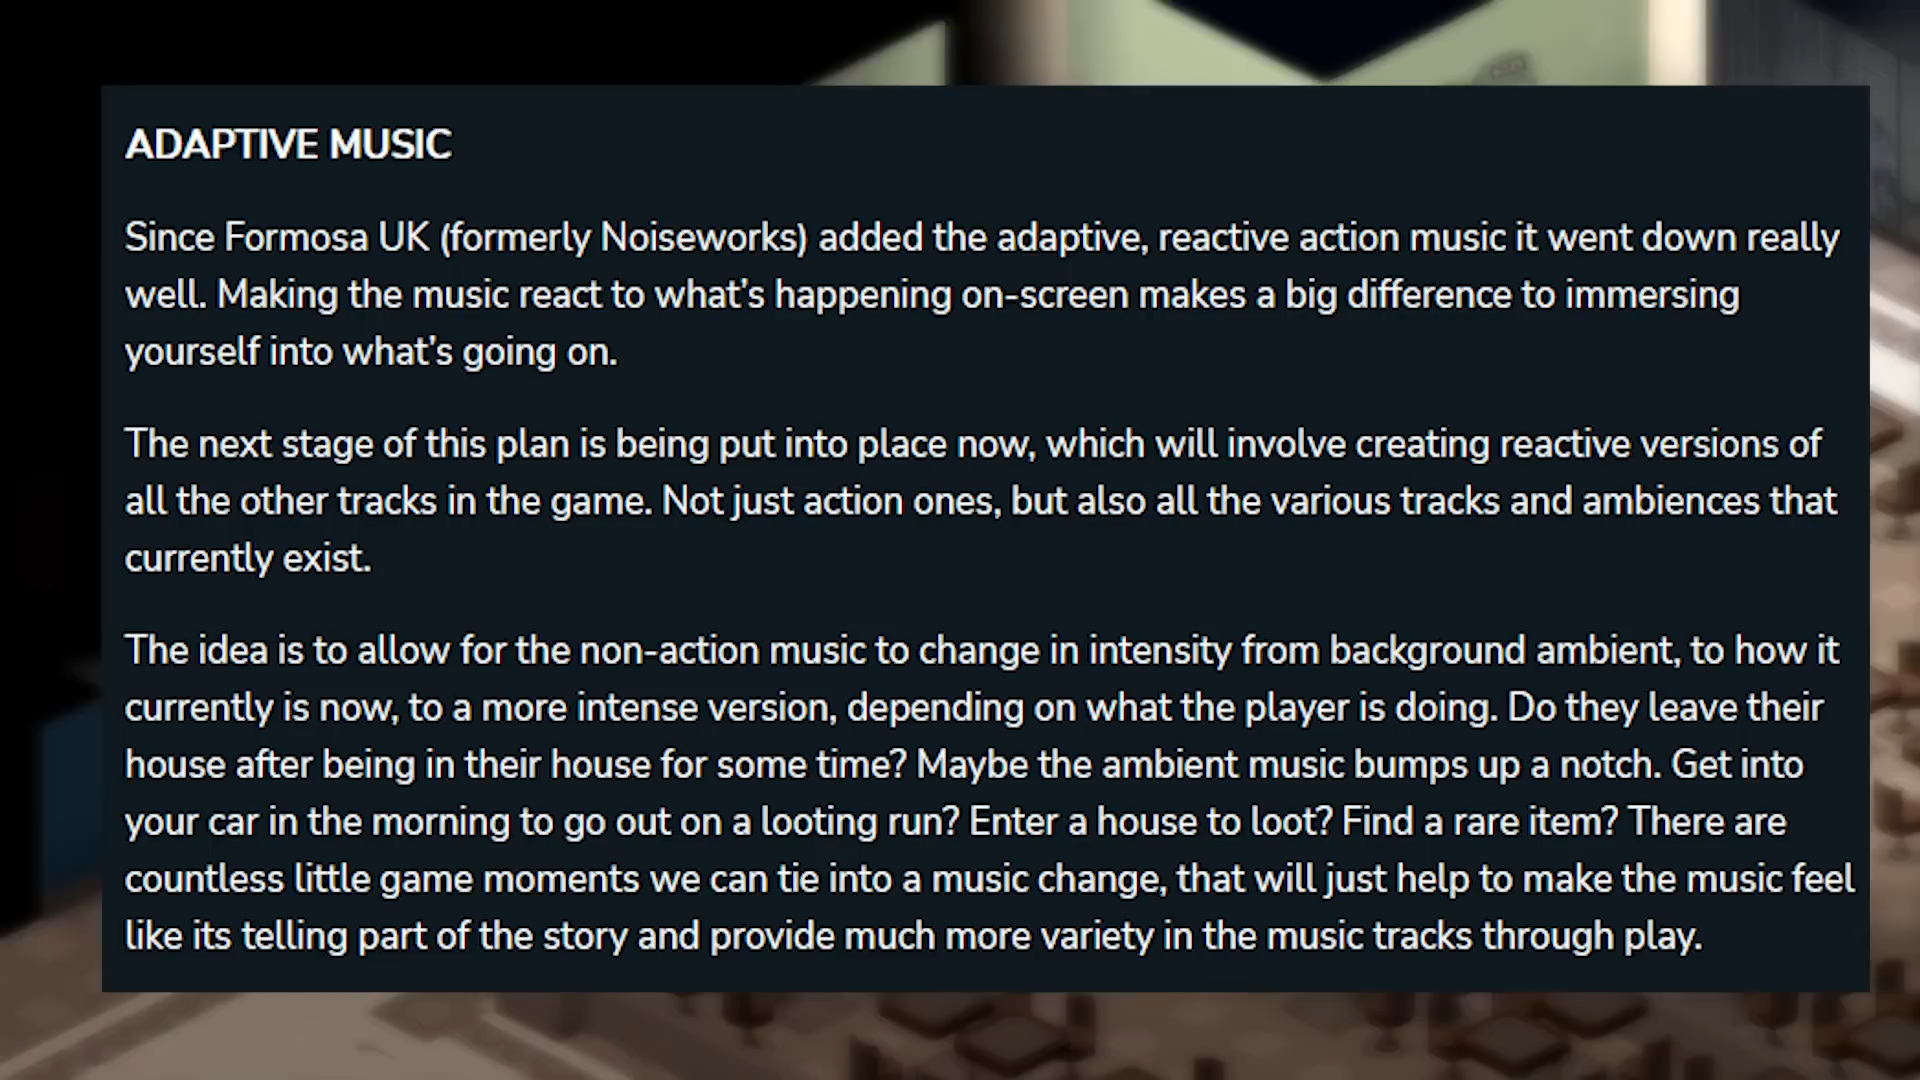 ADAPTIVE MUSIC
Since Formosa UK (formerly Noiseworks) added the adaptive, reactive action music it went down really
well. Making the music react to what’s happening on-screen makes a big difference to immersing
yourself into what’s going on.
The next stage of this plan is being put into place now, which will involve creating reactive versions of
all the other tracks in the game. Not just action ones, but also all the various tracks and ambiences that
currently exist.
The idea is to allow for the non-action music to change in intensity from background ambient, to how it
currently is now, to a more intense version, depending on what the player is doing. Do they leave their
house after being in their house for some time? Maybe the ambient music bumps up a notch. Get into
your car in the morning to go out on a looting run? Enter a house to loot? Find a rare item? There are
countless little game moments we can tie into a music change, that will just help to make the music feel
like its telling part of the story and provide much more variety in the music tracks through play.